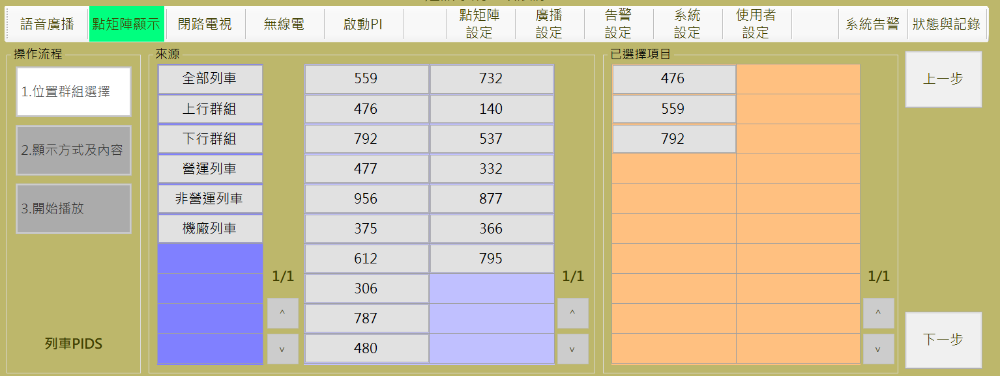 語音廣播
點矩陣顯示
閉路電視
無線電
啟動PI
點矩陣
設定
廣播
設定
告警
設定
系統
設定
使用者
設定
系統告警
狀態與記錄
操作流程
1.位置群組選擇
2.顯示方式及內容
3.開始播放
列車PIDS
來源
全部列車
上行群組
下行群組
營運列車
非營運列車
機廠列車
1/1
^
v
559 732
476 140
792 537
477 332
956 877
375 366
612 795
306
787
480
1/1
^
v
已選擇項目
476
559
792
1/1
^
v
上一步
下一步